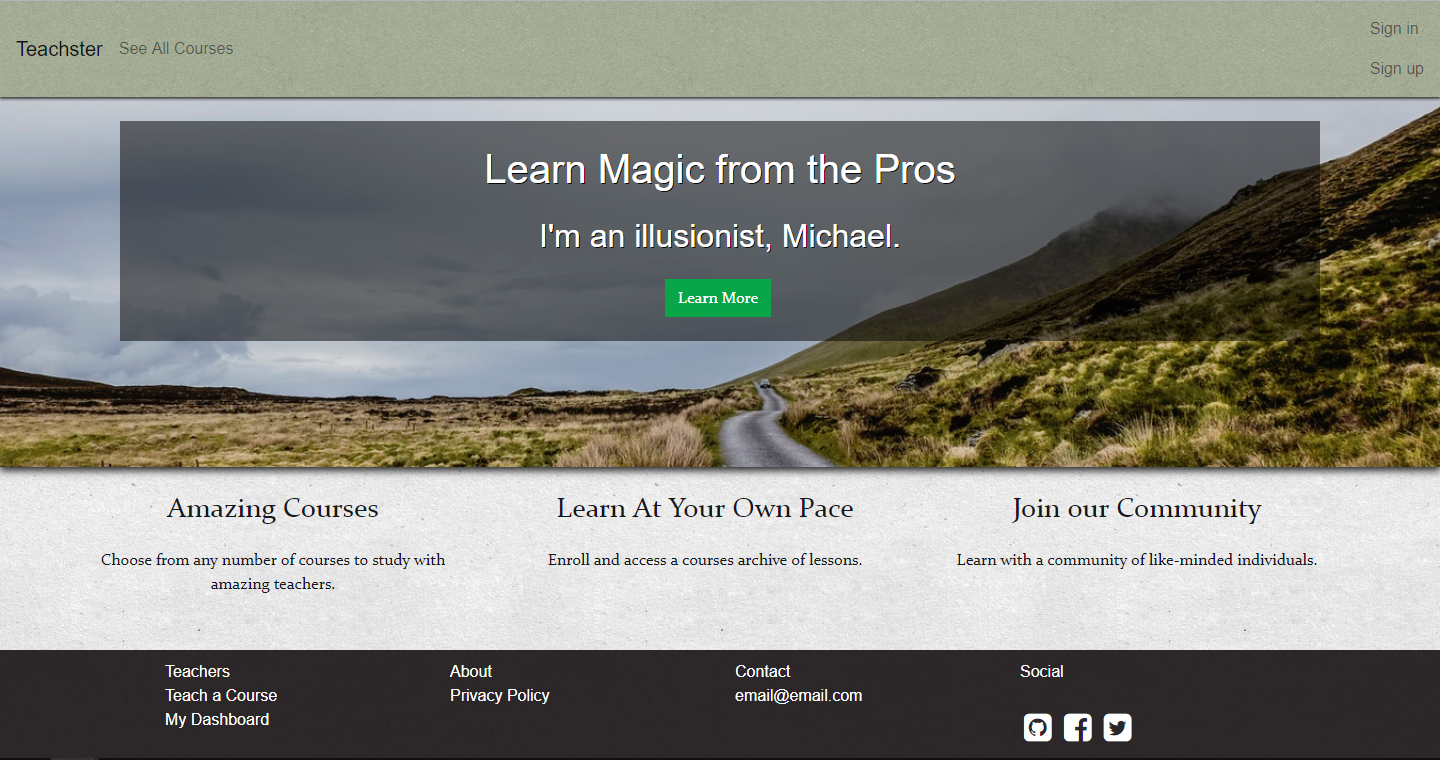 Teachster
See All Courses
Sign in
Sign up
Learn Magic from the Pros
I'm an illusionist, Michael.
Learn More
Amazing Courses
Choose from any number of courses to study with
amazing teachers.
Learn At Your Own Pace
Enroll and access a courses archive of lessons.
Join our Community
Learn with a community of like-minded individuals.
Teachers
Teach a Course
My Dashboard
About
Privacy Policy
Contact
email@email.com
Social